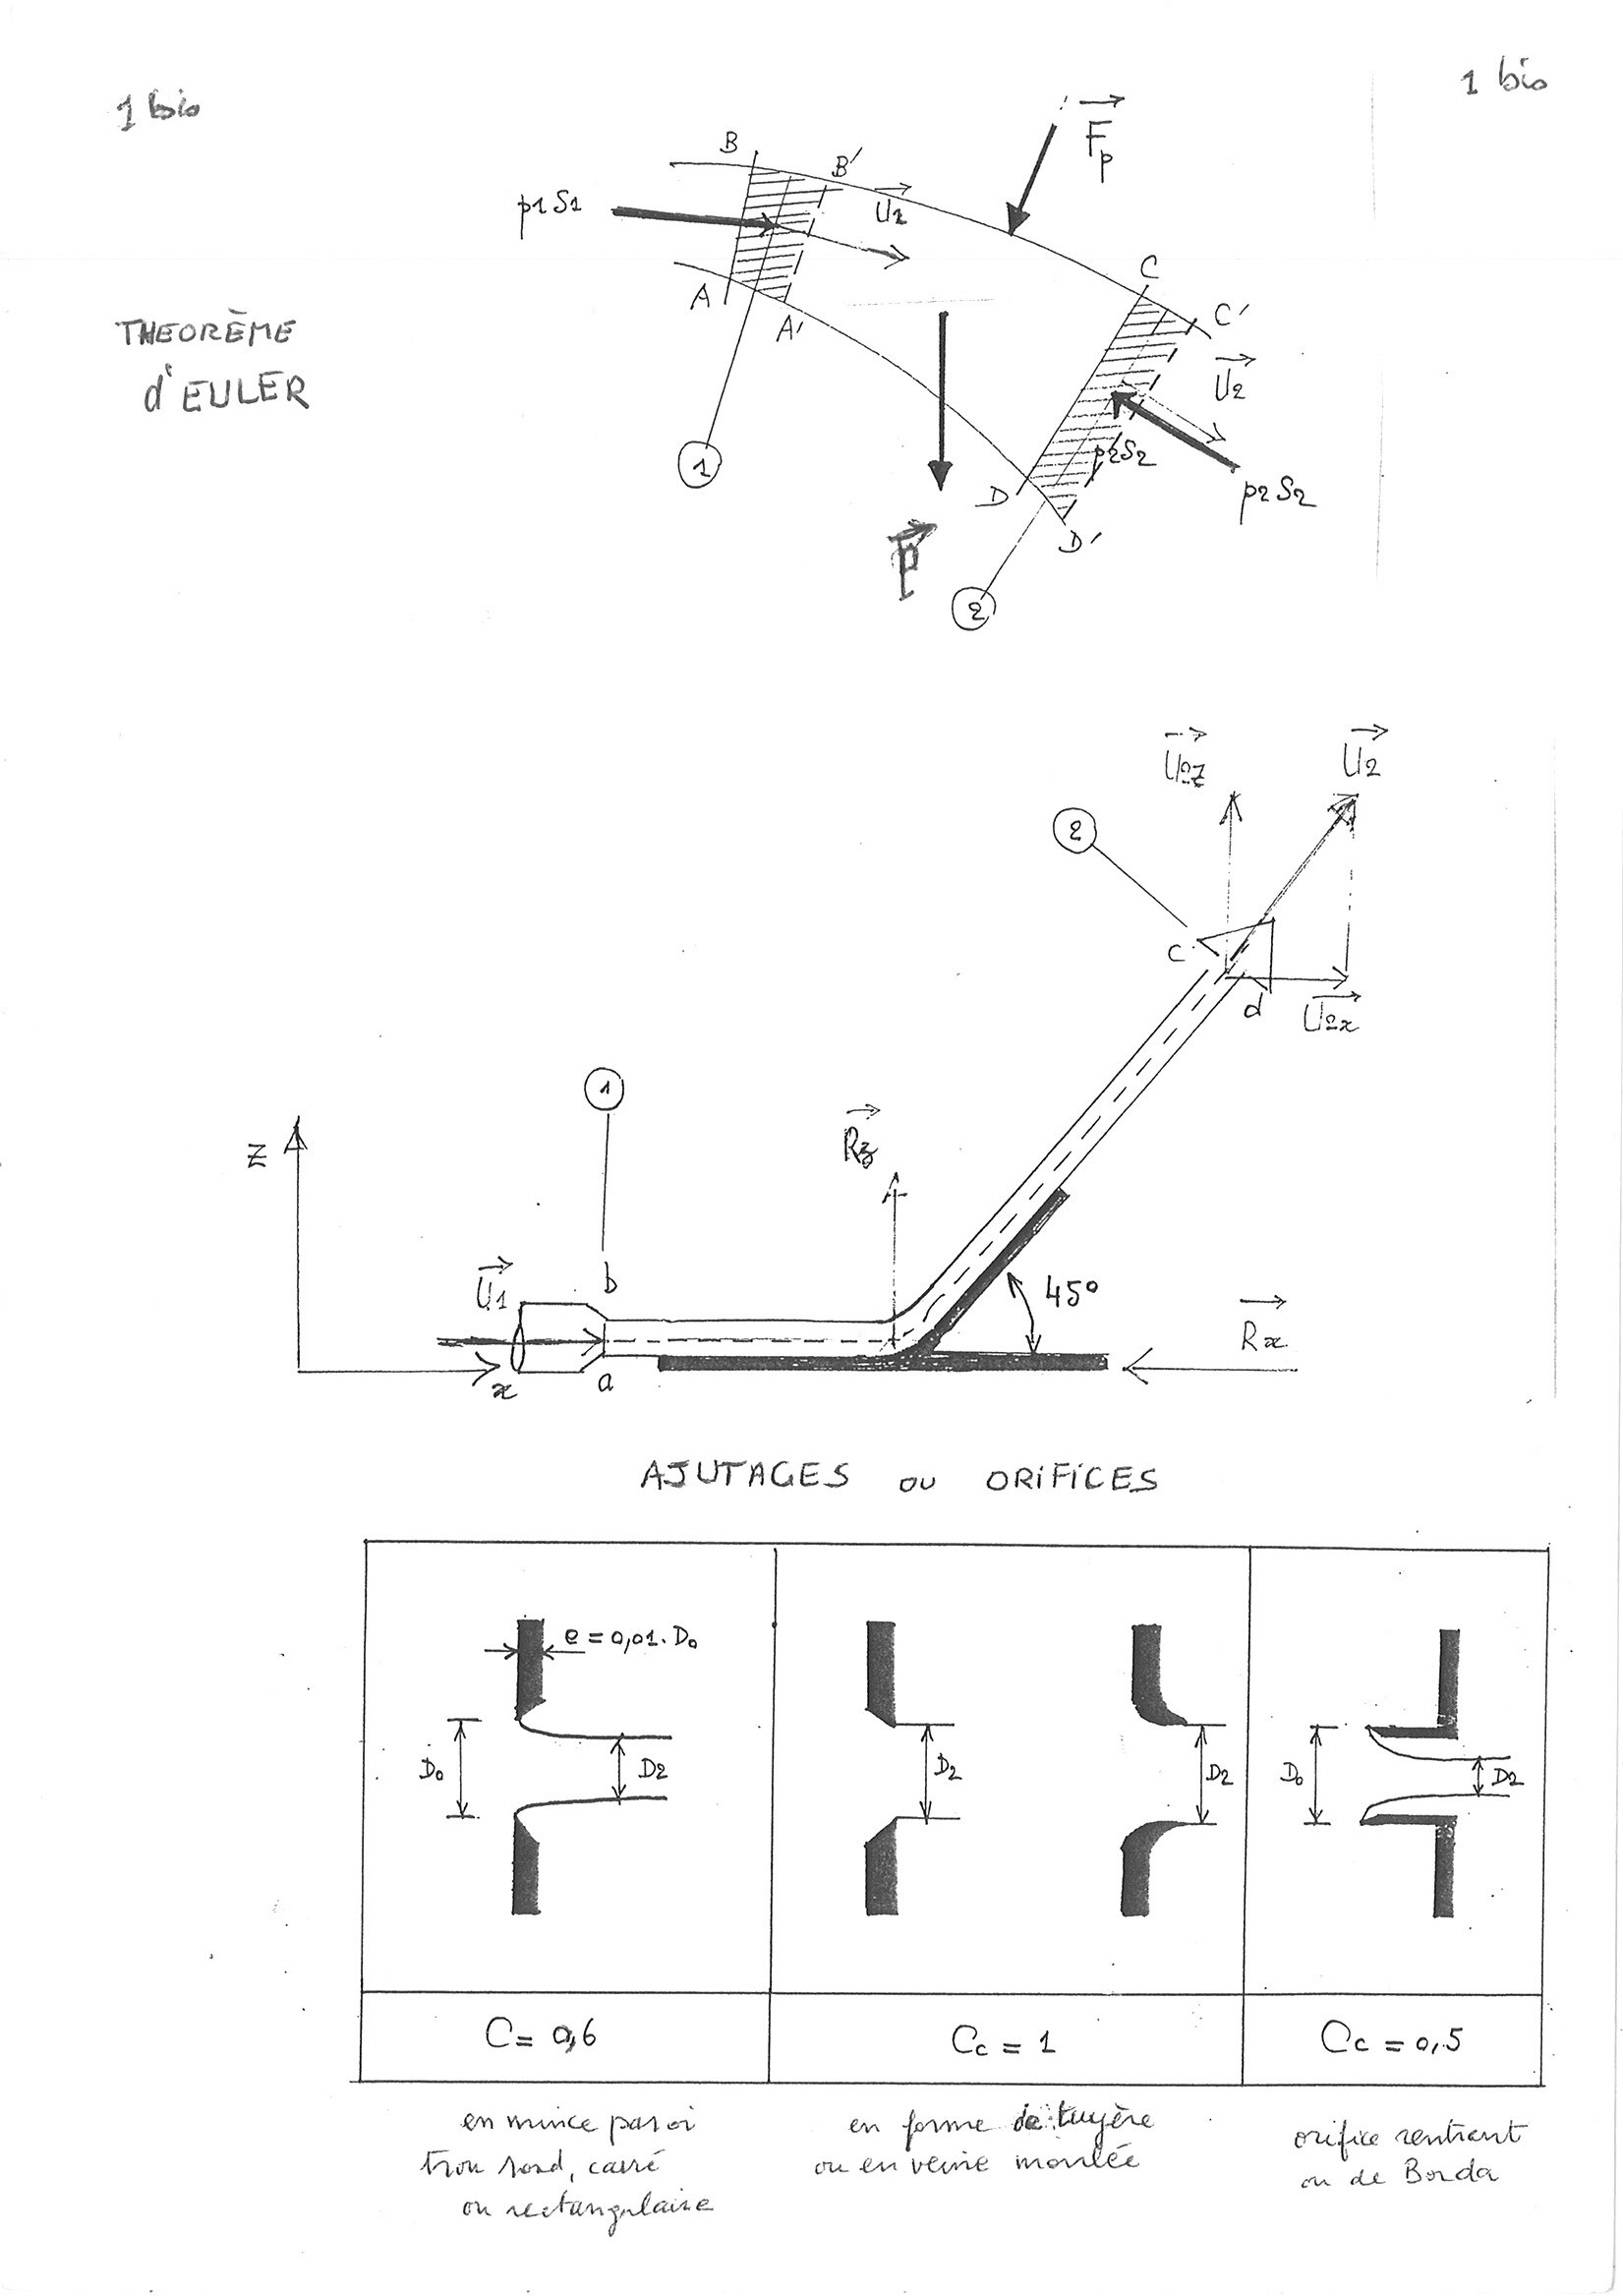 1 bis
1 bis
B
B'
Fp
p1 S1
U2
C
A
A'
C'
THEORÈME
d'EULER
U2
1
p2S2
D
p2 S2
D'
P
2
U2z
U2
2
c
d
U2x
1
Rz
Z
b
U1
45°
Rx
x
a
AJUTAGES ou ORIFICES
e = 0,01. D0
D0
D2
D2
D2
D0
D2
C = 0,6
Cc = 1
Cc = 0,5
en mince paroi
trou rond, carré
ou rectangulaire
en forme de tuyère
ou en veine moulée
orifice rentrant
ou de Borda